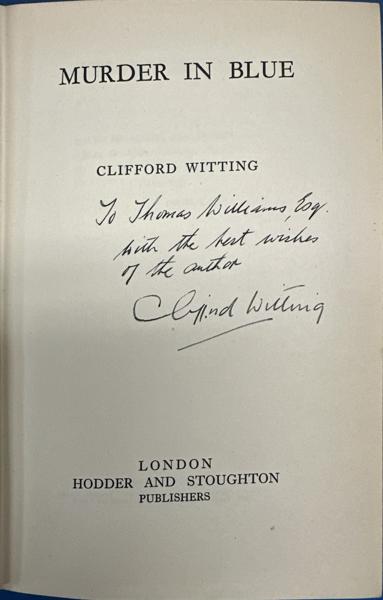 MURDER IN BLUE
CLIFFORD WITTING
To Thomas Williams, Esq.
with the best wishes
of the author
Clifford Witting
LONDON
HODDER AND STOUGHTON
PUBLISHERS